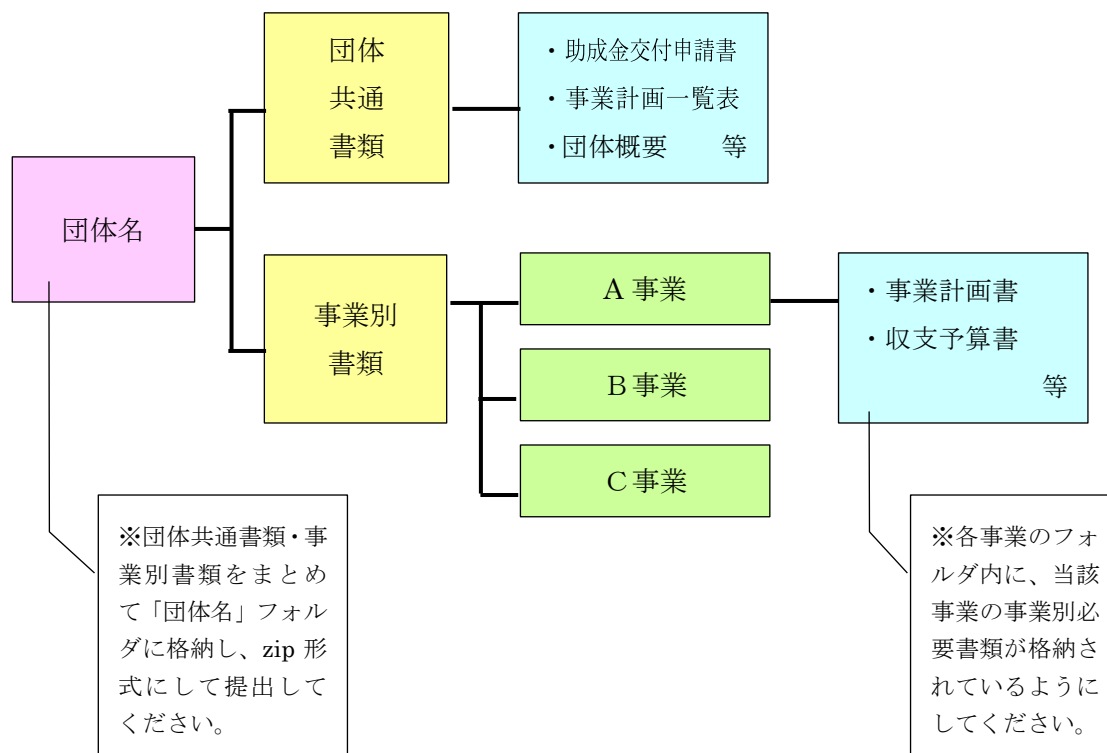 団体
共通
書類
・助成金交付申請書
・事業計画一覧表
・団体概要　　等
団体名
事業別
書類
A 事業
B 事業
C 事業
・事業計画書
・収支予算書
等
※団体共通書類・事
業別書類をまとめ
て「団体名」フォル
ダに格納し、zip 形
式にして提出して
ください。
※各事業のフォ
ルダ内に、当該
事業の事業別必
要書類が格納さ
れているように
してください。